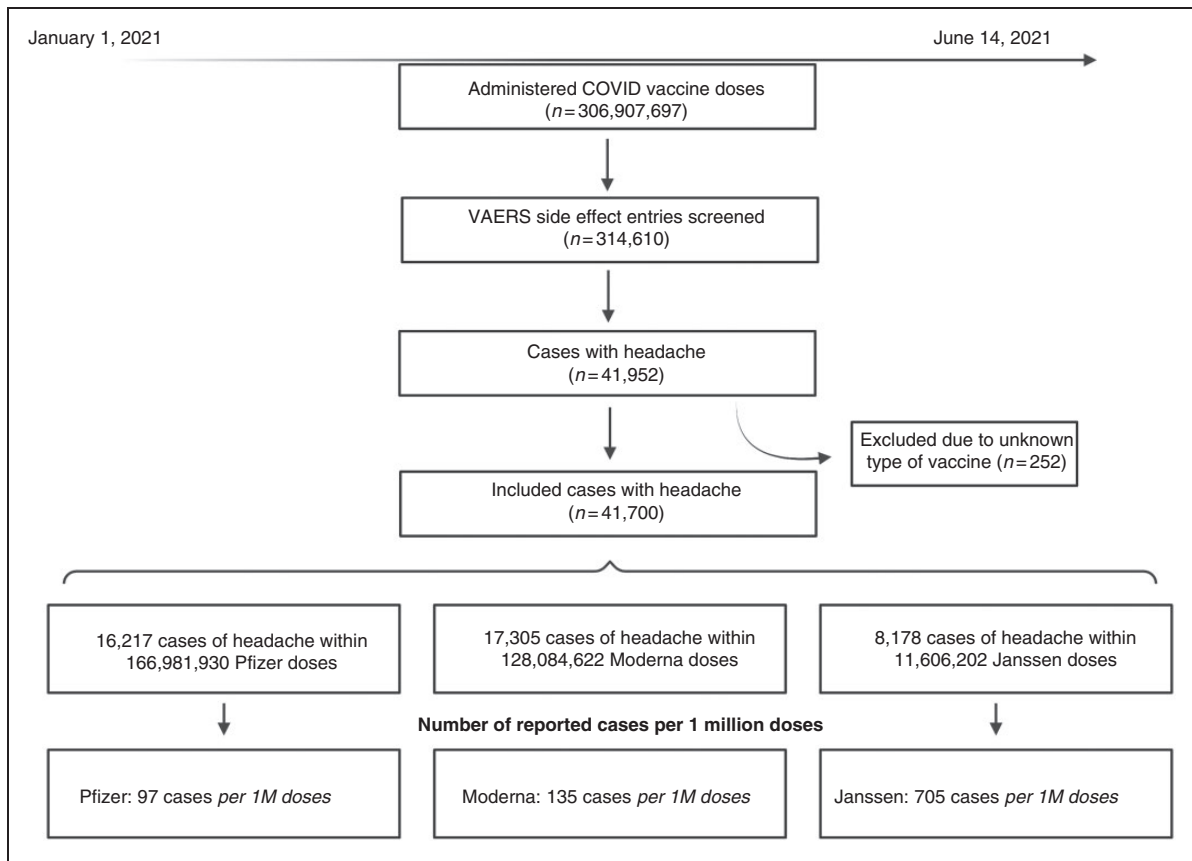 January 1, 2021
June 14, 2021
Administered COVID vaccine doses
(n=306,907,697)
VAERS side effect entries screened
(n=314,610)
Cases with headache
(n=41,952)
Excluded due to unknown
type of vaccine (n=252)
Included cases with headache
(n=41,700)
16,217 cases of headache within
166,981,930 Pfizer doses
17,305 cases of headache within
128,084,622 Moderna doses
8,178 cases of headache within
11,606,202 Janssen doses
Number of reported cases per 1 million doses
Pfizer: 97 cases per 1M doses
Moderna: 135 cases per 1M doses
Janssen: 705 cases per 1M doses